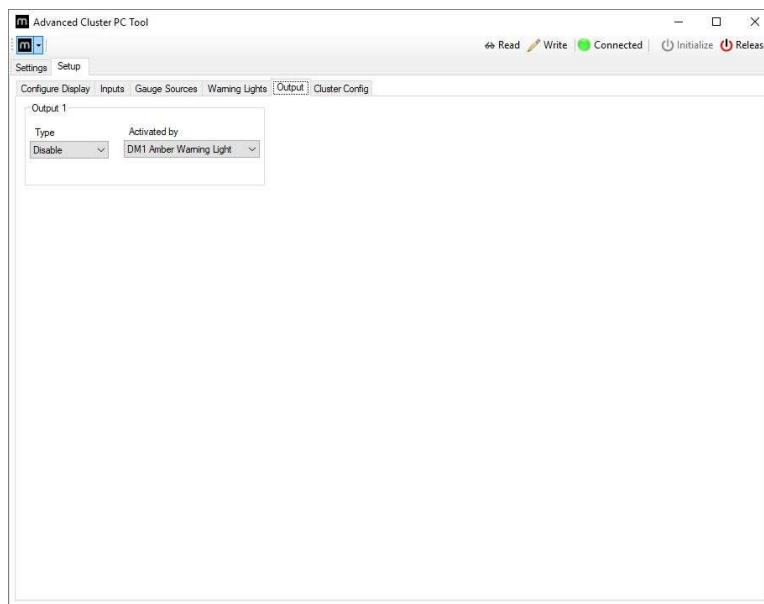 m Advanced Cluster PC Tool
m Read Write Connected Initialize Releas
Settings Setup
Configure Display Inputs Gauge Sources Warning Lights Output Cluster Config
Output 1
Type Activated by
Disable DM1 Amber Warning Light